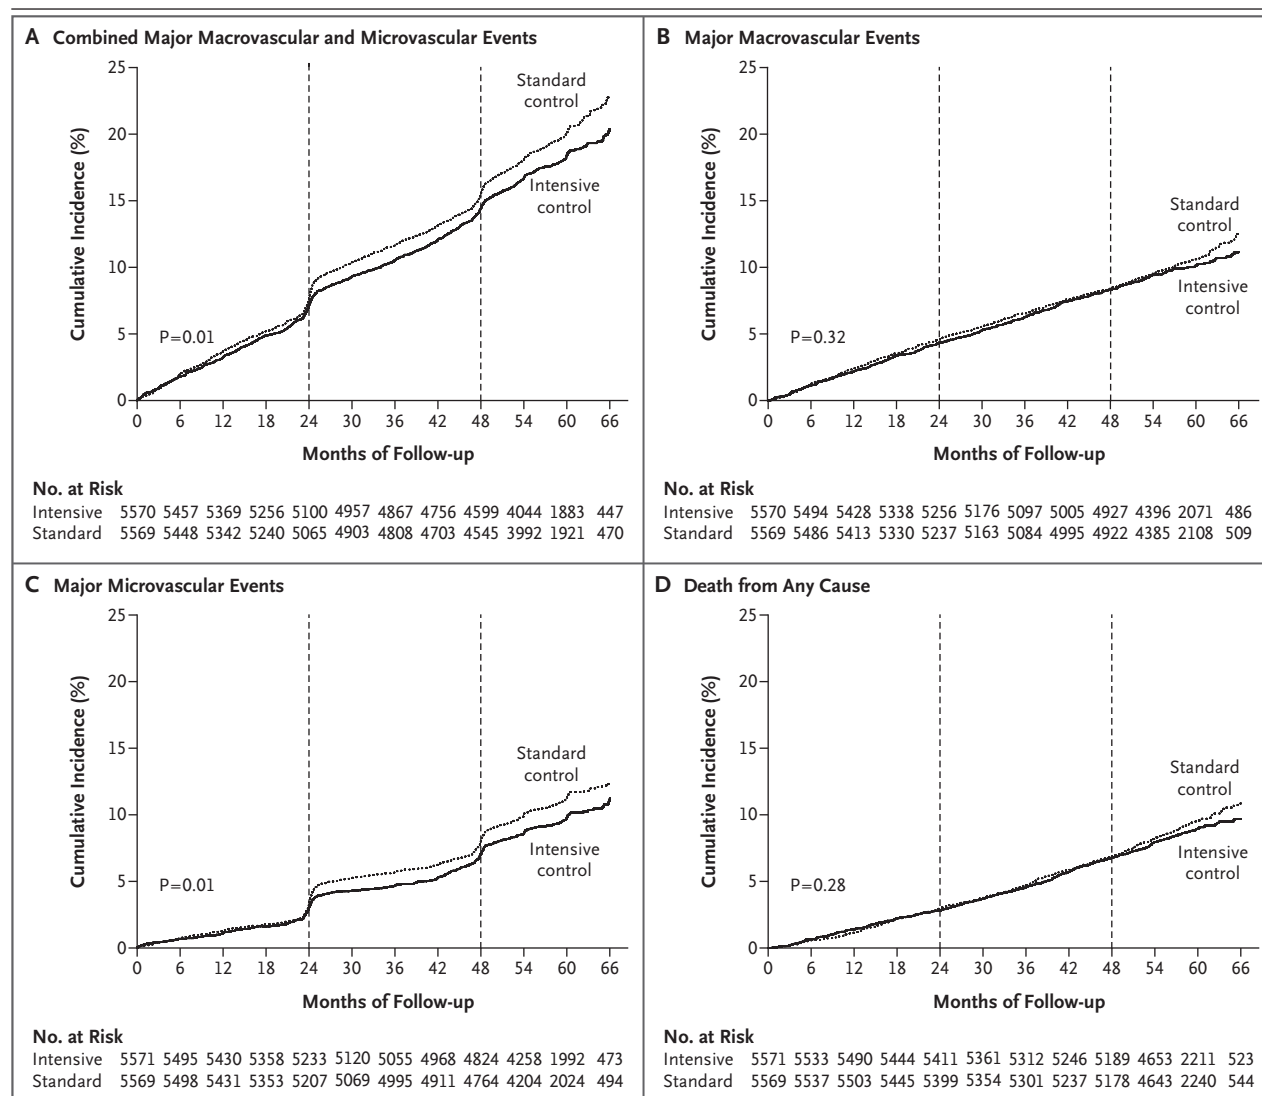 A Combined Major Macrovascular and Microvascular Events
25
20
15
10
5
0
Cumulative Incidence (%)
Standard
control
Intensive
control
P=0.01
0 6 12 18 24 30 36 42 48 54 60 66
Months of Follow-up
No. at Risk
Intensive 5570 5457 5369 5256 5100 4957 4867 4756 4599 4044 1883 447
Standard 5569 5448 5342 5240 5065 4903 4808 4703 4545 3992 1921 470
B Major Macrovascular Events
25
20
15
10
5
0
Cumulative Incidence (%)
Standard
control
Intensive
control
P=0.32
0 6 12 18 24 30 36 42 48 54 60 66
Months of Follow-up
No. at Risk
Intensive 5570 5494 5428 5338 5256 5176 5097 5005 4927 4396 2071 486
Standard 5569 5486 5413 5330 5237 5163 5084 4995 4922 4385 2108 509
C Major Microvascular Events
25
20
15
10
5
0
Cumulative Incidence (%)
Standard
control
Intensive
control
P=0.01
0 6 12 18 24 30 36 42 48 54 60 66
Months of Follow-up
No. at Risk
Intensive 5571 5495 5430 5358 5233 5120 5055 4968 4824 4258 1992 473
Standard 5569 5498 5431 5353 5207 5069 4995 4911 4764 4204 2024 494
D Death from Any Cause
25
20
15
10
5
0
Cumulative Incidence (%)
Standard
control
Intensive
control
P=0.28
0 6 12 18 24 30 36 42 48 54 60 66
Months of Follow-up
No. at Risk
Intensive 5571 5533 5490 5444 5411 5361 5312 5246 5189 4653 2211 523
Standard 5569 5537 5503 5445 5399 5354 5301 5237 5178 4643 2240 544